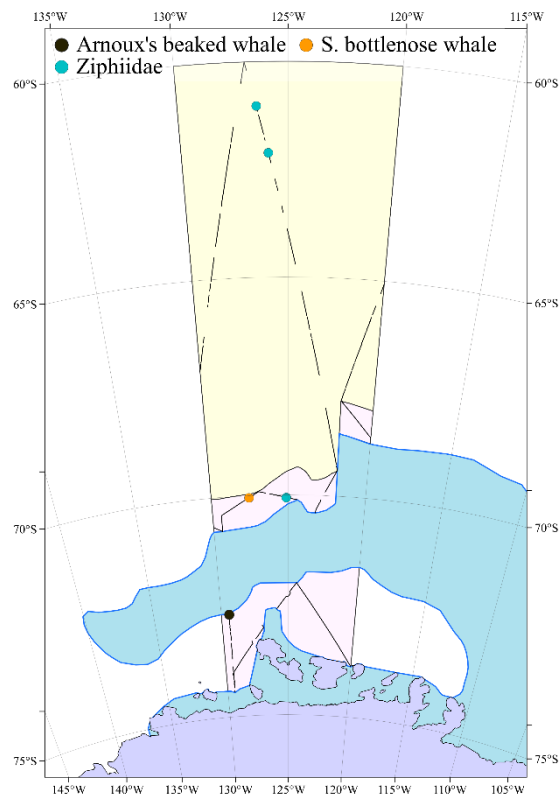 135°W 130°W 125°W 120°W 115°W
Arnoux's beaked whale S. bottlenose whale
Ziphiidae
60°S 60°S
65°S 65°S
70°S 70°S
75°S 75°S
145°W 140°W 135°W 130°W 125°W 120°W 115°W 110°W 105°W